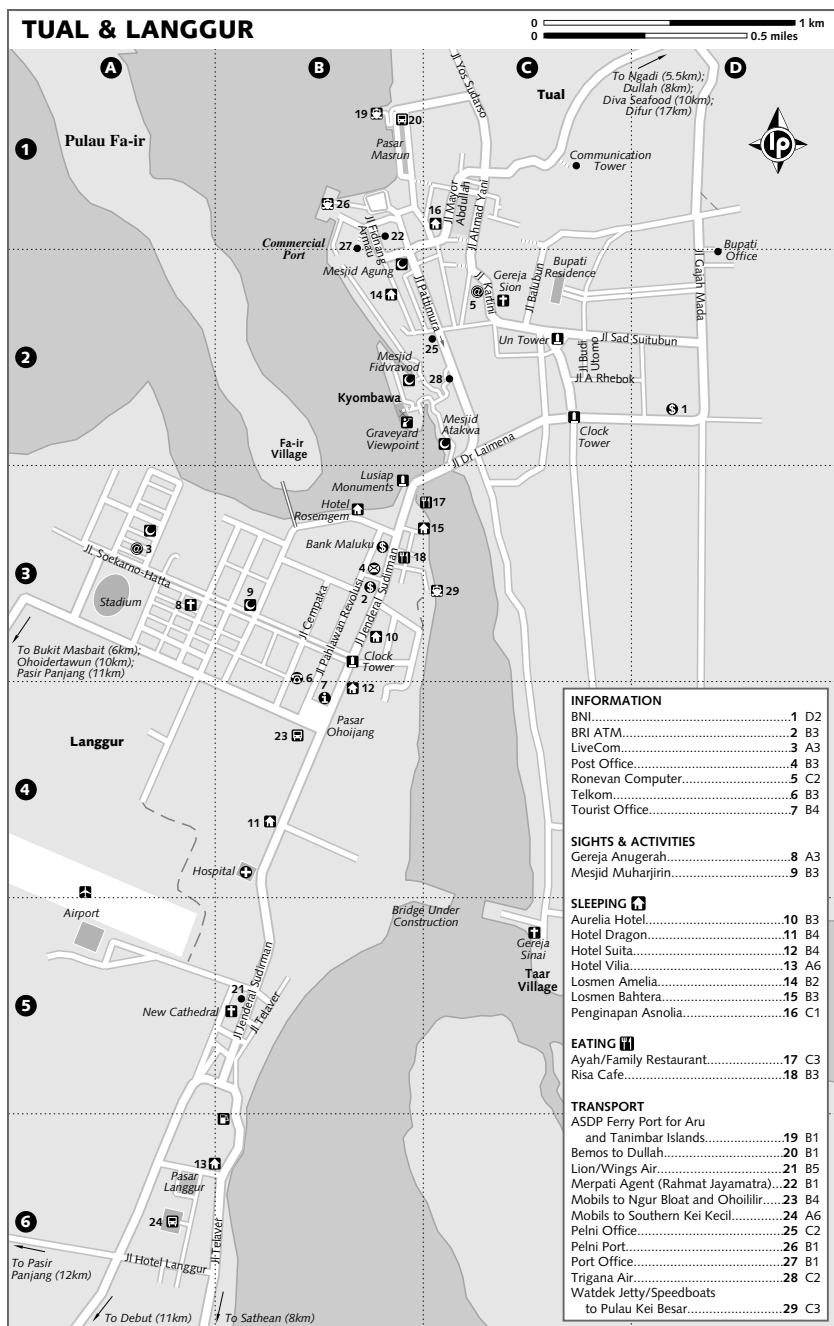 TUAL & LANGGUR
0 1 km
0 0.5 miles
A B C D
To Ngadi (5.5km);
Dullah (8km);
Diva Seafood (10km);
Difur (17km)
Jl Yos Sudarso
Tual
lp
19
20
Pasar
Masrun
1
Pulau Fa-ir
Communication
Tower
Jl Mayor
Abdullah
Jl Ahmad Yani
26
16
Jl Fidnang
Armau
22
Commercial
Port
27
Mesjid Agung
Bupati
Office
Bupati
Residence
Gereja
Sion
Jl Kartini
Jl Balubun
Jl Gajah Mada
14
5
Jl Pattimura
Un Tower
Jl Sad Suitubun
25
2
Jl Budi
Utomo
Mesjid
Fidvravod
28
Jl A Rhebok
Kyombawa
1
Graveyard
Viewpoint
Mesjid
Atakwa
Clock
Tower
Fa-ir
Village
Jl Dr Laimena
Lusiap
Monuments
17
Hotel
Rosemgem
15
3
Bank Maluku
18
Jl. Soekarno-Hatta
4
3
Stadium
8
9
2
29
Jl Cempaka
Jl Pahlawan Revolusi
Jl Jenderal Sudirman
10
To Bukit Masbait (6km);
Ohoidertawun (10km);
Pasir Panjang (11km)
Clock
Tower
6
7
12
Pasar
Ohoijang
Langgur
23
4
11
Hospital
Airport
Bridge Under
Construction
Gereja
Sinai
Taar
Village
21
5
New Cathedral
Jl Jenderal Sudirman
Jl Telaver
13
Pasar
Langgur
24
6
Jl Hotel Langgur
Jl Telaver
To Pasir
Panjang (12km)
To Debut (11km)
To Sathean (8km)
INFORMATION
BNI 1 D2
BRI ATM 2 B3
LiveCom 3 A3
Post Office 4 B3
Ronevan Computer 5 C2
Telkom 6 B3
Tourist Office 7 B4
SIGHTS & ACTIVITIES
Gereja Anugerah 8 A3
Mesjid Muharjirin 9 B3
SLEEPING
Aurelia Hotel 10 B3
Hotel Dragon 11 B4
Hotel Suita 12 B4
Hotel Vilia 13 A6
Losmen Amelia 14 B2
Losmen Bahtera 15 B3
Penginapan Asnolia 16 C1
EATING
Ayah/Family Restaurant 17 C3
Risa Cafe 18 B3
TRANSPORT
ASDP Ferry Port for Aru
and Tanimbar Islands 19 B1
Bemos to Dullah 20 B1
Lion/Wings Air 21 B5
Merpati Agent (Rahmat Jayamatra) 22 B1
Mobils to Ngur Bloat and Ohoililir 23 B4
Mobils to Southern Kei Kecil 24 A6
Pelni Office 25 C2
Pelni Port 26 B1
Port Office 27 B1
Trigana Air 28 C2
Watdek Jetty/Speedboats
to Pulau Kei Besar 29 C3